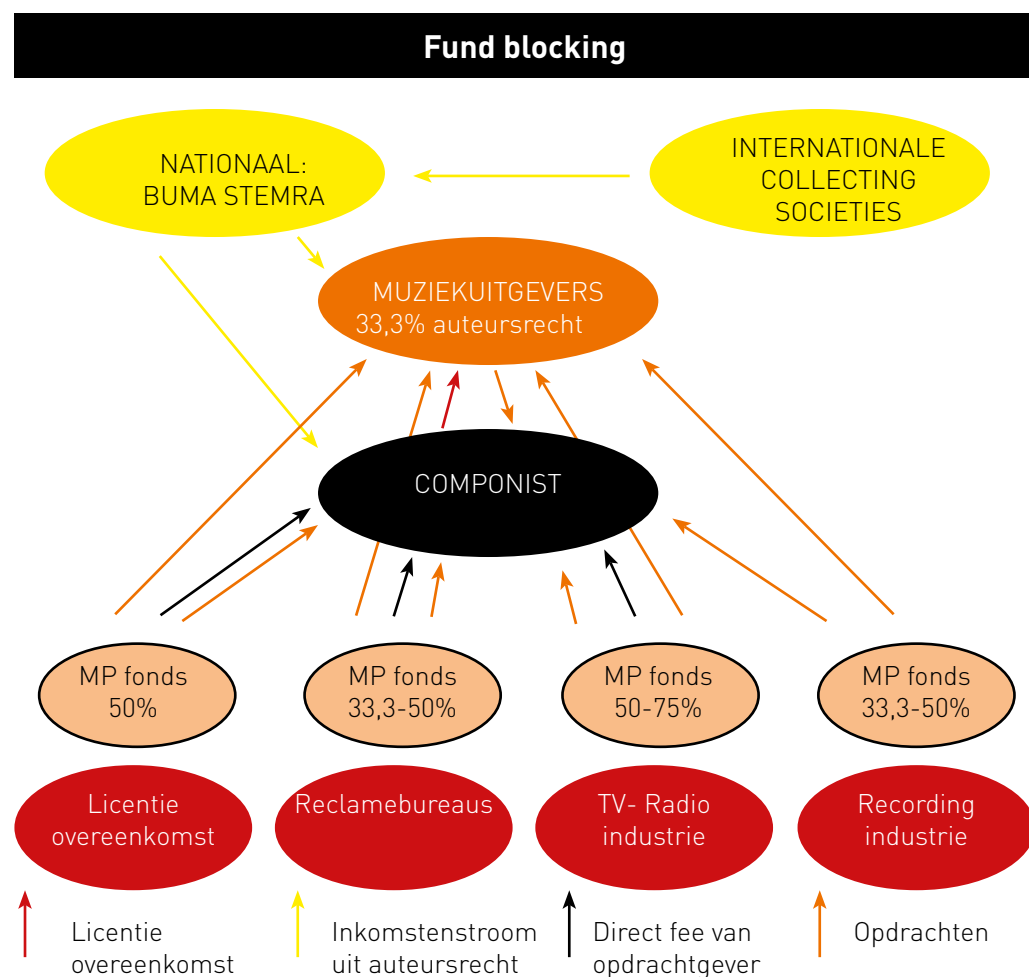 Fund blocking
NATIONAAL:
BUMA STEMRA
INTERNATIONALE
COLLECTING
SOCIETIES
MUZIEKUITGEVERS
33,3% auteursrecht
COMPONIST
MP fonds
50%
MP fonds
33,3-50%
MP fonds
50-75%
MP fonds
33,3-50%
Licentie
overeenkomst
Reclamebureaus
TV- Radio
industrie
Recording
industrie
Licentie
overeenkomst
Inkomstenstroom
uit auteursrecht
Direct fee van
opdrachtgever
Opdrachten